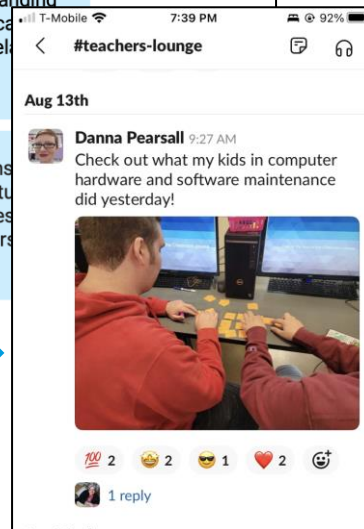 T-Mobile 7:39 PM 92%
#teachers-lounge
Aug 13th
Danna Pearsall 9:27 AM
Check out what my kids in computer
hardware and software maintenance
did yesterday!
100 2 2 1 2
1 reply